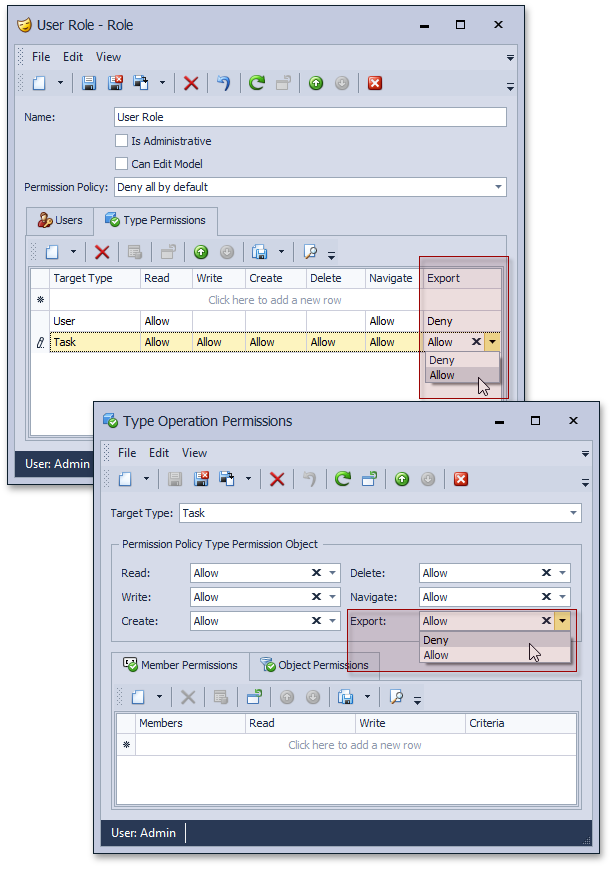 User Role - Role
File Edit View
Name: User Role
Is Administrative
Can Edit Model
Permission Policy: Deny all by default
Users Type Permissions
Target Type Read Write Create Delete Navigate Export
Click here to add a new row
User Allow Allow Deny
Task Allow Allow Allow Allow Allow Allow
Deny
Allow
User: Admin
Type Operation Permissions
File Edit View
Target Type: Task
Permission Policy Type Permission Object
Read: Allow Delete: Allow
Write: Allow Navigate: Allow
Create: Allow Export: Allow
Deny
Allow
Member Permissions Object Permissions
Members Read Write Criteria
Click here to add a new row
User: Admin